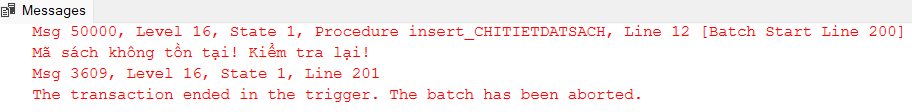 Messages
Msg 50000, Level 16, State 1, Procedure insert_CHITIETDATSACH, Line 12 [Batch Start Line 200]
Mã sách không tồn tại! Kiểm tra lại!
Msg 3609, Level 16, State 1, Line 201
The transaction ended in the trigger. The batch has been aborted.